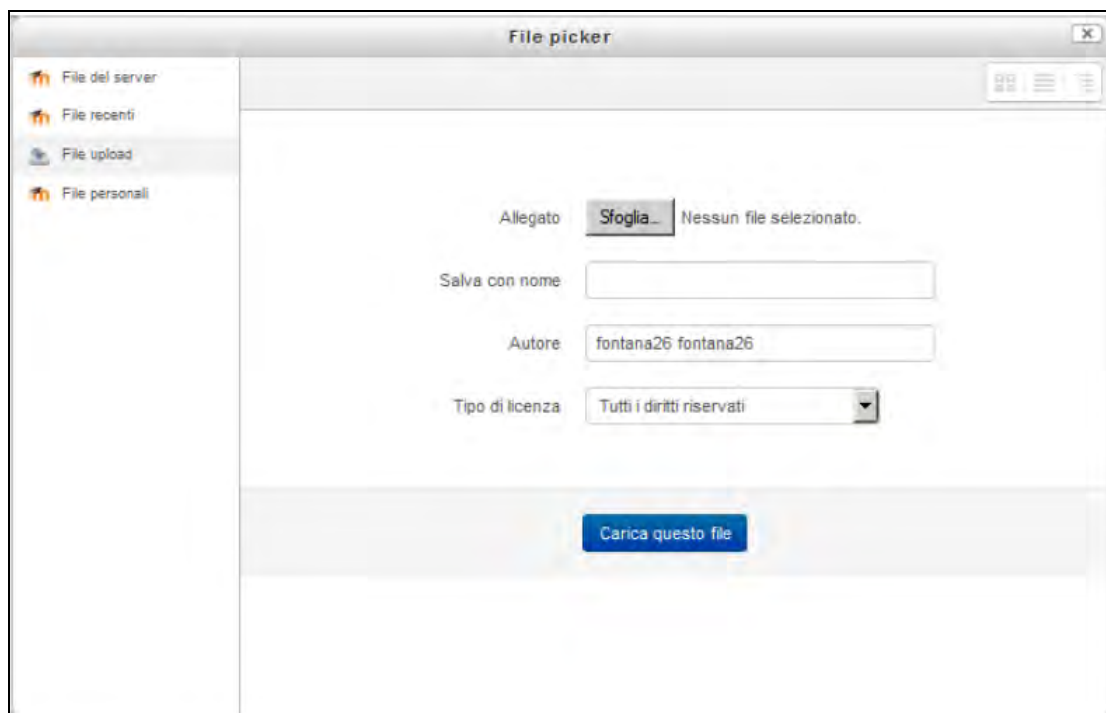 File picker
File del server
File recenti
File upload
File personali
Allegato Sfoglia... Nessun file selezionato.
Salva con nome
Autore fontana26 fontana26
Tipo di licenza Tutti i diritti riservati
Carica questo file